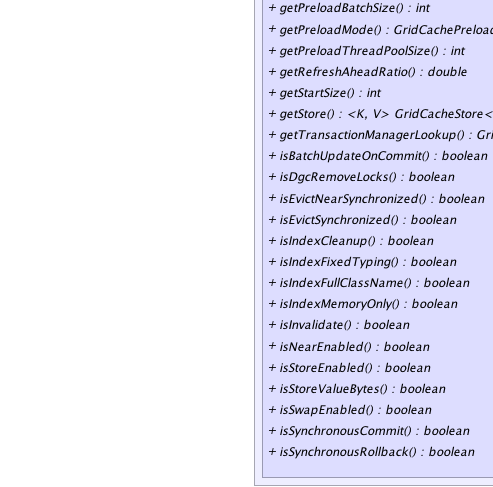 + getPreloadBatchSize() : int
+ getPreloadMode() : GridCachePreload
+ getPreloadThreadPoolSize() : int
+ getRefreshAheadRatio() : double
+ getStartSize() : int
+ getStore() : <K, V> GridCacheStore<
+ getTransactionManagerLookup() : Gri
+ isBatchUpdateOnCommit() : boolean
+ isDgcRemoveLocks() : boolean
+ isEvictNearSynchronized() : boolean
+ isEvictSynchronized() : boolean
+ isIndexCleanup() : boolean
+ isIndexFixedTyping() : boolean
+ isIndexFullClassName() : boolean
+ isIndexMemoryOnly() : boolean
+ isInvalidate() : boolean
+ isNearEnabled() : boolean
+ isStoreEnabled() : boolean
+ isStoreValueBytes() : boolean
+ isSwapEnabled() : boolean
+ isSynchronousCommit() : boolean
+ isSynchronousRollback() : boolean